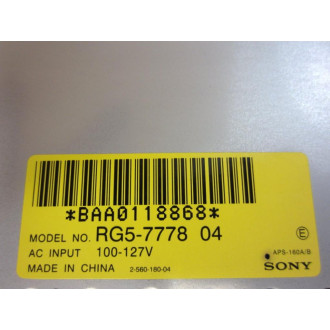 *BAA0118868*
MODEL NO. RG5-7778 04
E
AC INPUT 100-127V
APS-160A/B
MADE IN CHINA 2-560-180-04
SONY